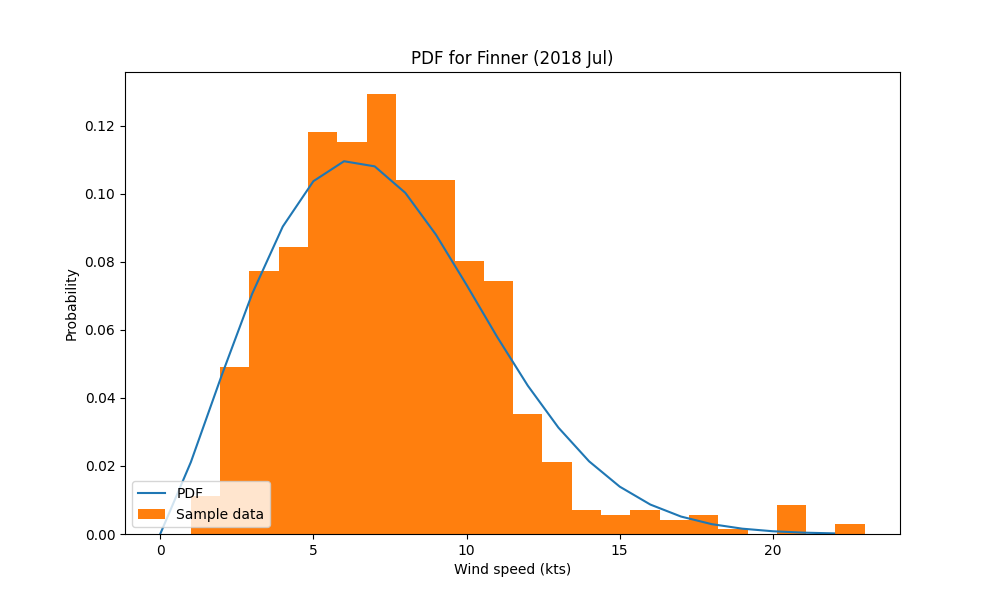 PDF for Finner (2018 Jul)
Probability
0.12
0.10
0.08
0.06
0.04
0.02
0.00
PDF
Sample data
0 5 10 15 20
Wind speed (kts)